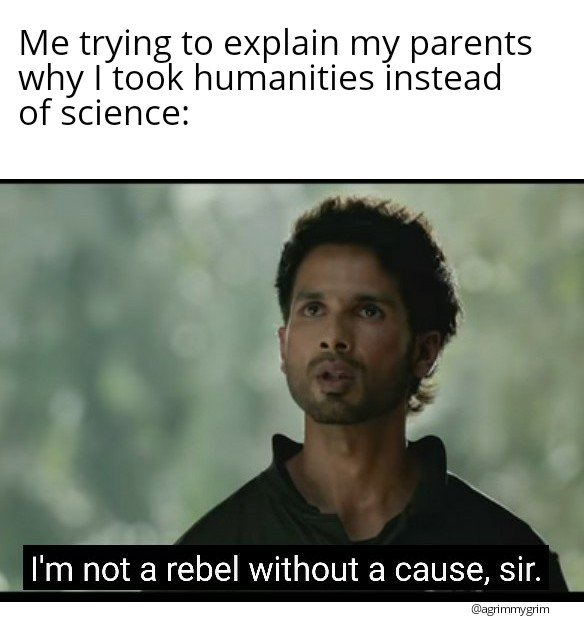 Me trying to explain my parents
why I took humanities instead
of science:
I'm not a rebel without a cause, sir.
@agrimmygrim